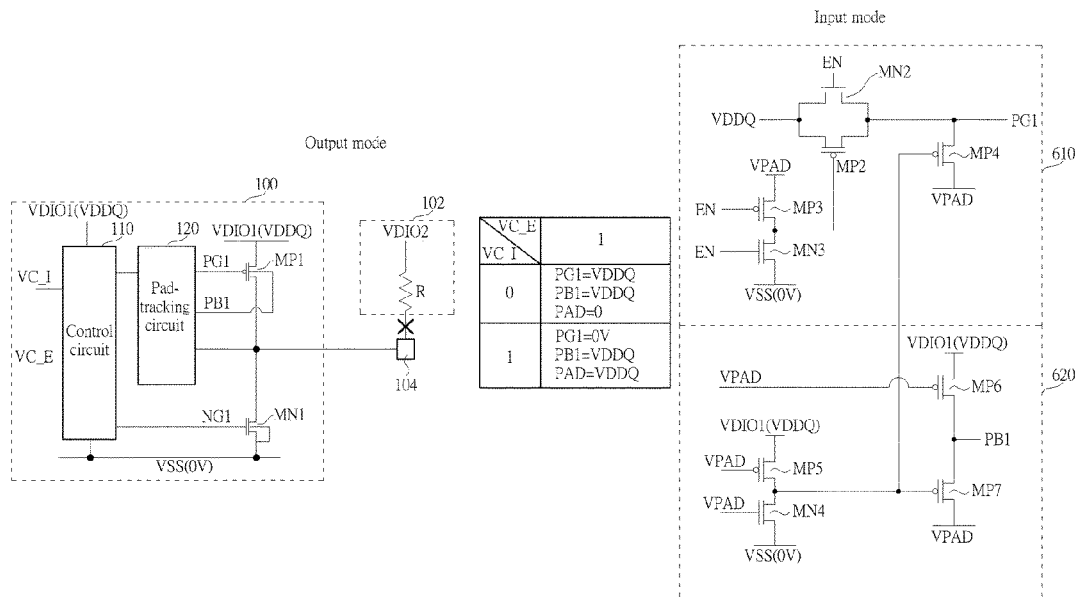 Input mode
Output mode
100
VDIO1(VDDQ)
110
120
VDIO1(VDDQ)
VC_I
VC_E
Control circuit
Pad-tracking circuit
PG1
MP1
PB1
NG1
MN1
VSS(0V)
102
VDIO2
R
104
VC_E
VC_I
1
0
PG1=VDDQ
PB1=VDDQ
PAD=0
1
PG1=0V
PB1=VDDQ
PAD=VDDQ
EN
MN2
VDDQ
PG1
MP2
MP4
VPAD
610
VPAD
EN
MP3
EN
MN3
VSS(0V)
VDIO1(VDDQ)
VPAD
MP6
620
VDIO1(VDDQ)
PB1
VPAD
MP5
MP7
VPAD
MN4
VPAD
VSS(0V)